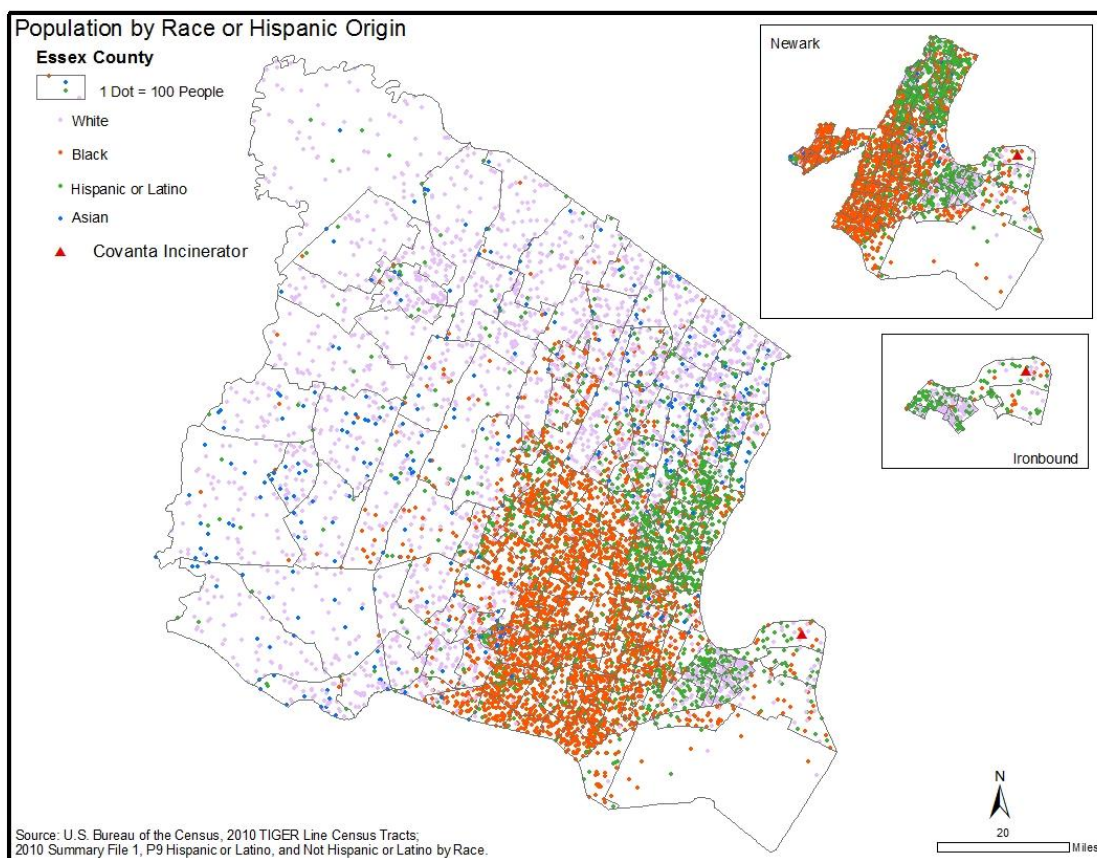 Population by Race or Hispanic Origin
Essex County
1 Dot = 100 People
White
Black
Hispanic or Latino
Asian
Covanta Incinerator
Newark
Ironbound
N
20
Miles
Source: U.S. Bureau of the Census, 2010 TIGER Line Census Tracts;
2010 Summary File 1, P9 Hispanic or Latino, and Not Hispanic or Latino by Race.